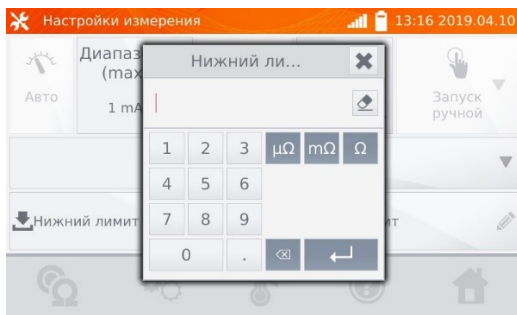 Настройки измерения 13:16 2019.04.10
Диапаз
(max
1 mA
Авто
Нижний ли...
Запуск
ручной
1 2 3 μΩ mΩ Ω
4 5 6
7 8 9
0 .
Нижний лимит
ит